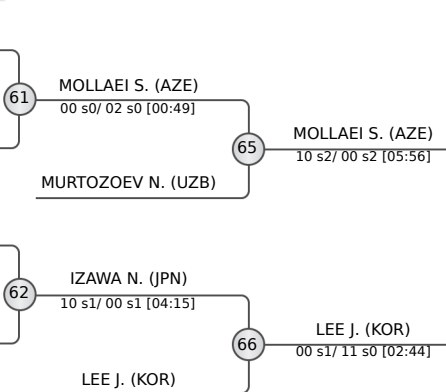 61
MOLLAEI S. (AZE)
00 s0/ 02 s0 [00:49]
65
MOLLAEI S. (AZE)
10 s2/ 00 s2 [05:56]
MURTOZOEV N. (UZB)
62
IZAWA N. (JPN)
10 s1/ 00 s1 [04:15]
66
LEE J. (KOR)
00 s1/ 11 s0 [02:44]
LEE J. (KOR)